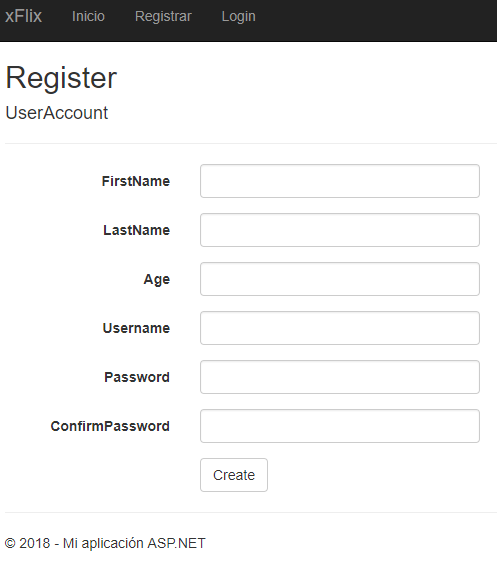 xFlix Inicio Registrar Login
Register
UserAccount
FirstName
LastName
Age
Username
Password
ConfirmPassword
Create
© 2018 - Mi aplicación ASP.NET